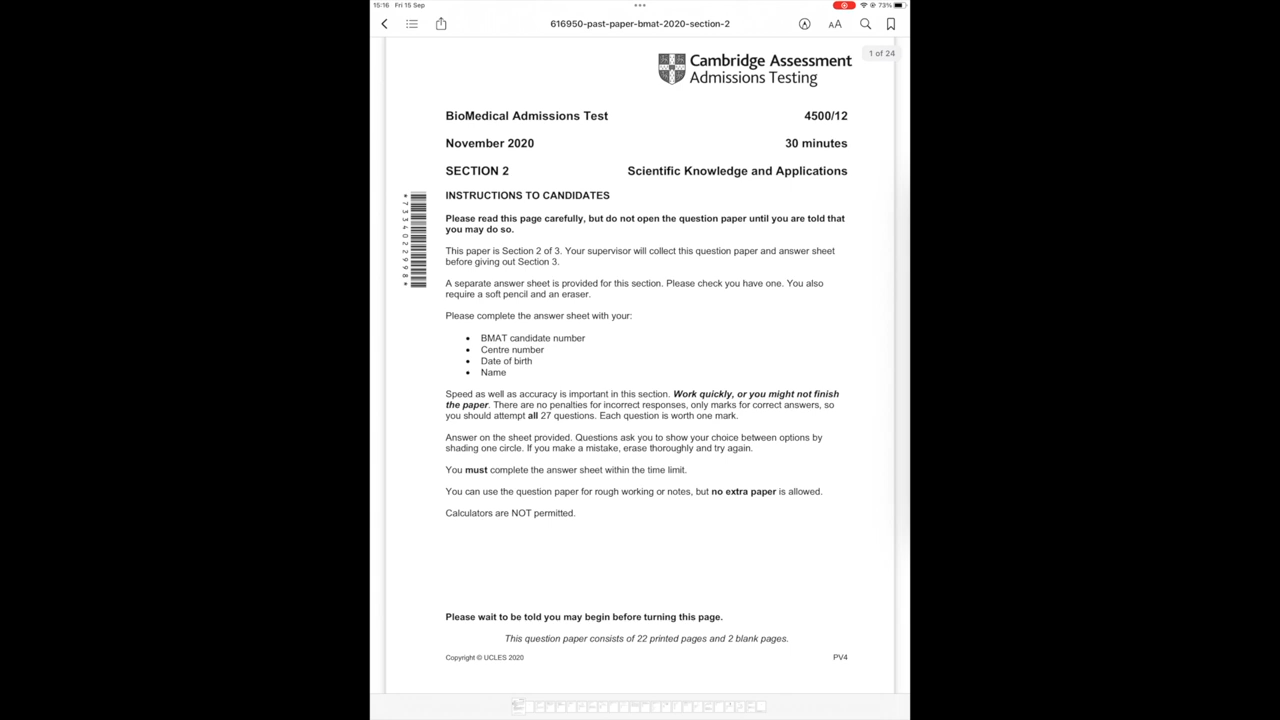 15:16 Fri 15 Sep
73%
616950-past-paper-bmat-2020-section-2
AA
1 of 24
Cambridge Assessment
Admissions Testing
BioMedical Admissions Test 4500/12
November 2020 30 minutes
SECTION 2 Scientific Knowledge and Applications
INSTRUCTIONS TO CANDIDATES
Please read this page carefully, but do not open the question paper until you are told that
you may do so.
This paper is Section 2 of 3. Your supervisor will collect this question paper and answer sheet
before giving out Section 3.
A separate answer sheet is provided for this section. Please check you have one. You also
require a soft pencil and an eraser.
Please complete the answer sheet with your:
• BMAT candidate number
• Centre number
• Date of birth
• Name
Speed as well as accuracy is important in this section. Work quickly, or you might not finish
the paper. There are no penalties for incorrect responses, only marks for correct answers, so
you should attempt all 27 questions. Each question is worth one mark.
Answer on the sheet provided. Questions ask you to show your choice between options by
shading one circle. If you make a mistake, erase thoroughly and try again.
You must complete the answer sheet within the time limit.
You can use the question paper for rough working or notes, but no extra paper is allowed.
Calculators are NOT permitted.
Please wait to be told you may begin before turning this page.
This question paper consists of 22 printed pages and 2 blank pages.
Copyright © UCLES 2020 PV4
*7334022998*